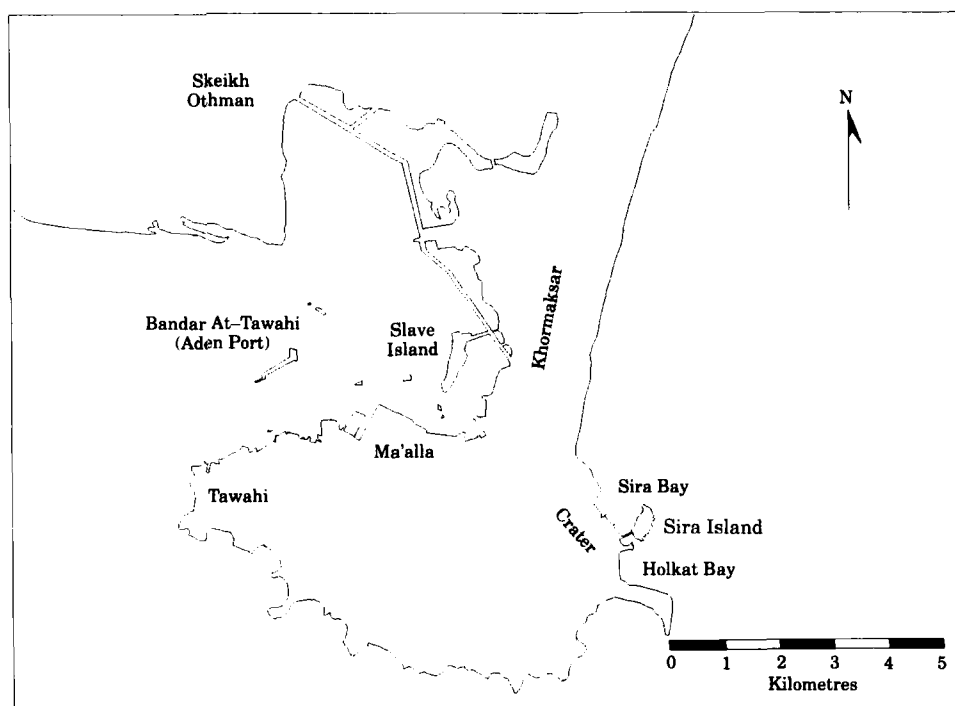 Skeikh
Othman
N
Khormaksar
Bandar At–Tawahi
(Aden Port)
Slave
Island
Ma'alla
Tawahi
Sira Bay
Crater
Sira Island
Holkat Bay
0 1 2 3 4 5
Kilometres